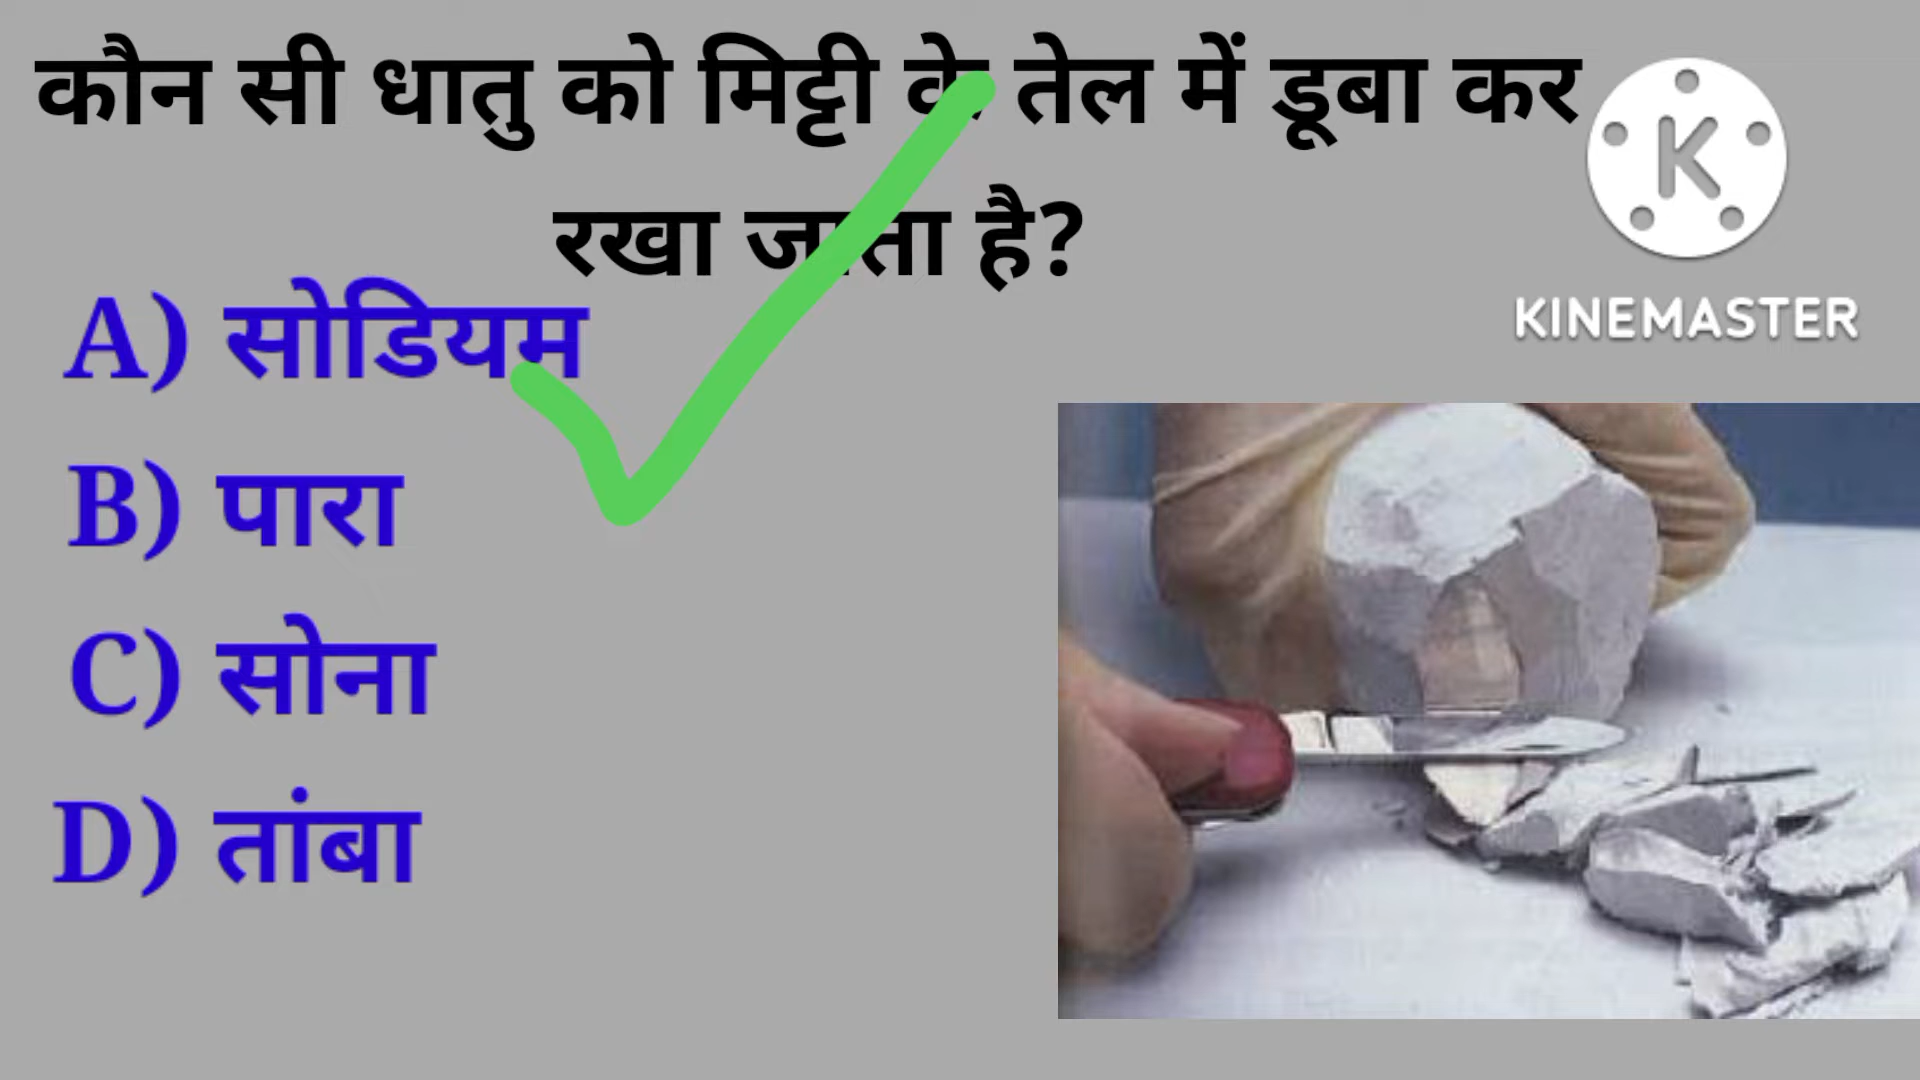 कौन सी धातु को मिट्टी के तेल में डूबा कर
रखा जाता है?
A) सोडियम
B) पारा
C) सोना
D) तांबा
K
KINEMASTER